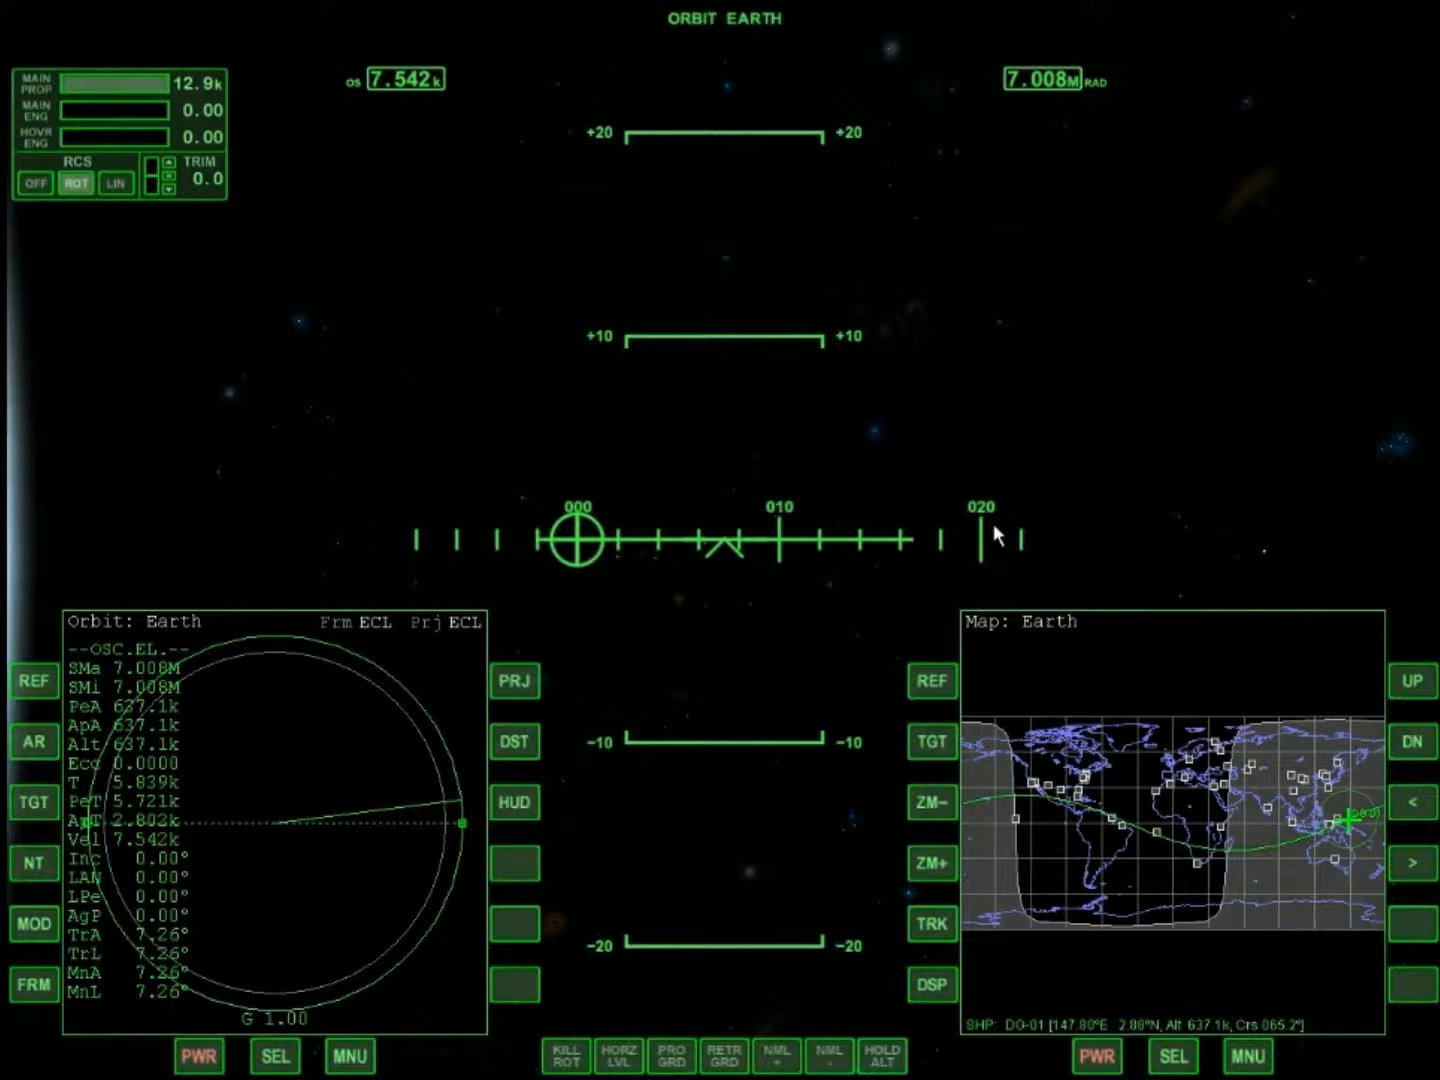 ORBIT EARTH
MAIN PROP 12.9k
MAIN ENG 0.00
HOVR ENG 0.00
RCS TRIM
OFF ROT LIN 0.0
OS 7.542k
7.008M RAD
+20 +20
+10 +10
000 010 020
-10 -10
-20 -20
Orbit: Earth Frm ECL Prj ECL
--OSC.EL.--
SMa 7.008M
SMi 7.008M
PeA 637.1k
ApA 637.1k
Alt 637.1k
Ecc 0.0000
T 5.839k
PeT 5.721k
ApT 2.802k
Vel 7.542k
Inc 0.00°
LAN 0.00°
LPe 0.00°
AgP 0.00°
TrA 7.26°
TrL 7.26°
MnA 7.26°
MnL 7.26°
G 1.00
REF
AR
TGT
NT
MOD
FRM
PRJ
DST
HUD
PWR SEL MNU
KILL ROT
HORZ LVL
PRO GRD
RETR GRD
NML +
NML -
HOLD ALT
Map: Earth
REF
TGT
ZM-
ZM+
TRK
DSP
UP
DN
<
>
SHP: DG-01 [147.80°E 2.88°N, Alt 637.1k, Crs 065.2°]
PWR SEL MNU